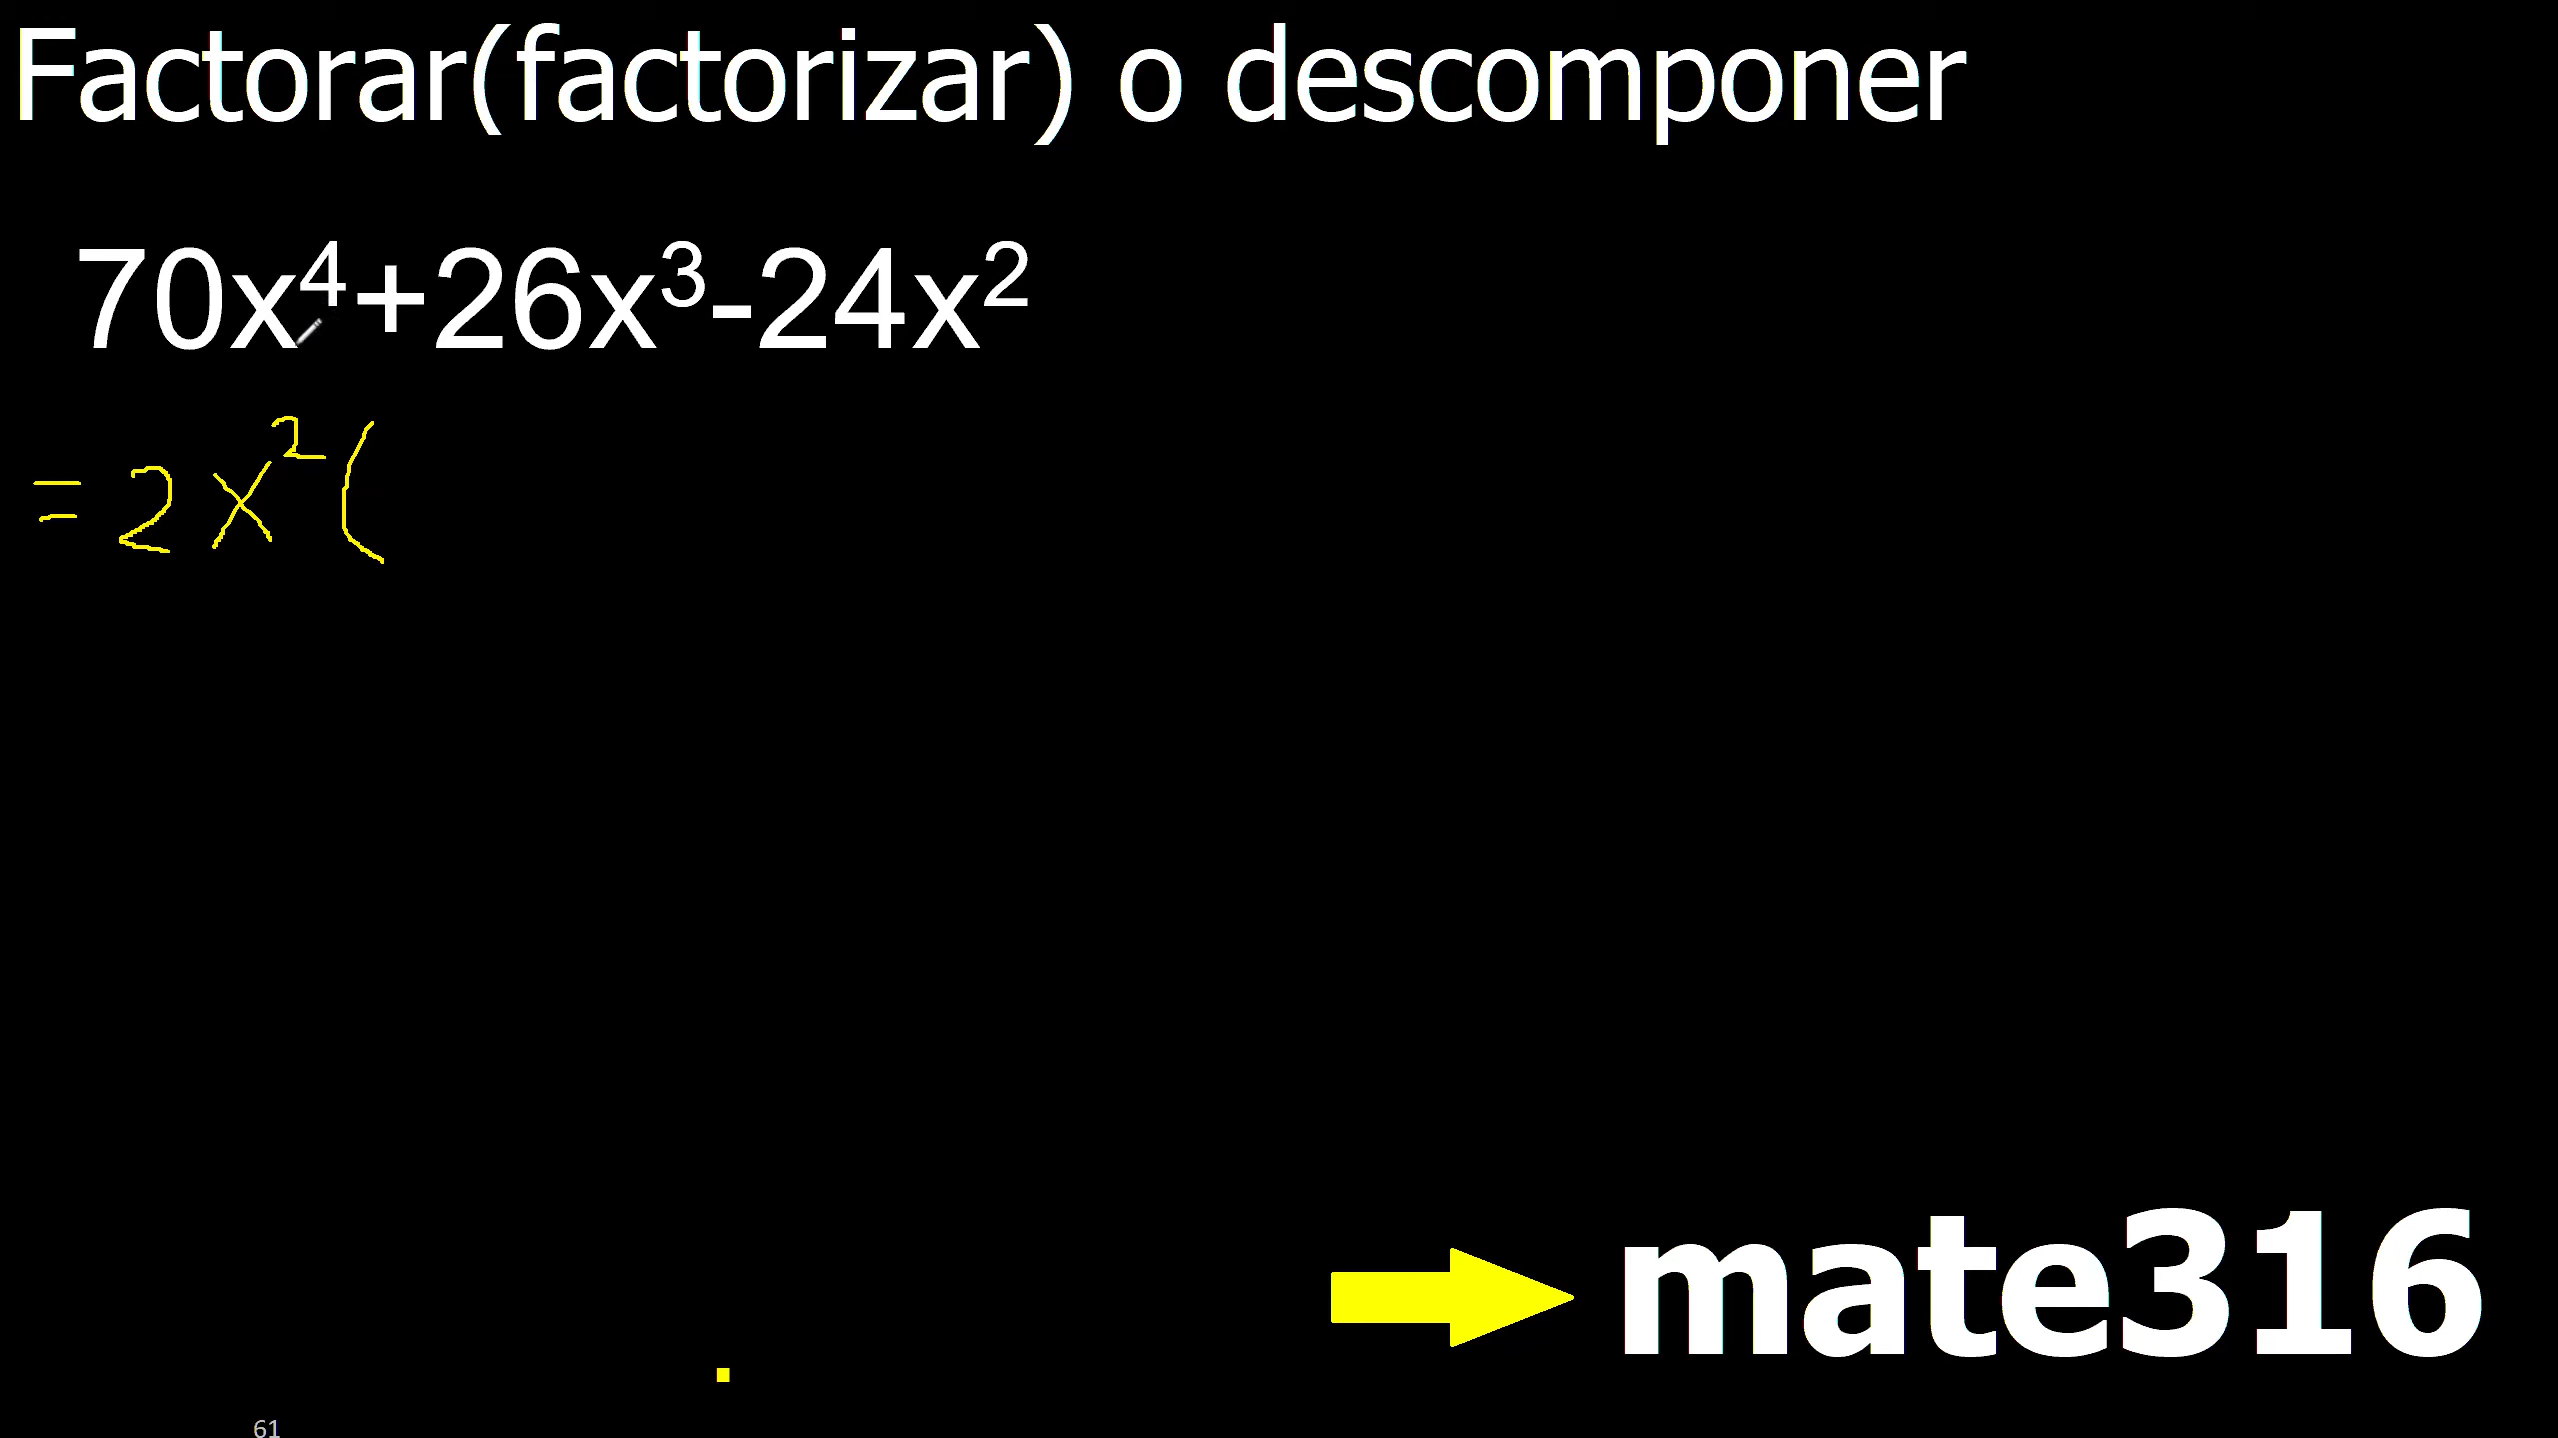 Factorar(factorizar) o descomponer
70x⁴+26x³-24x²
= 2x²(
mate316
61